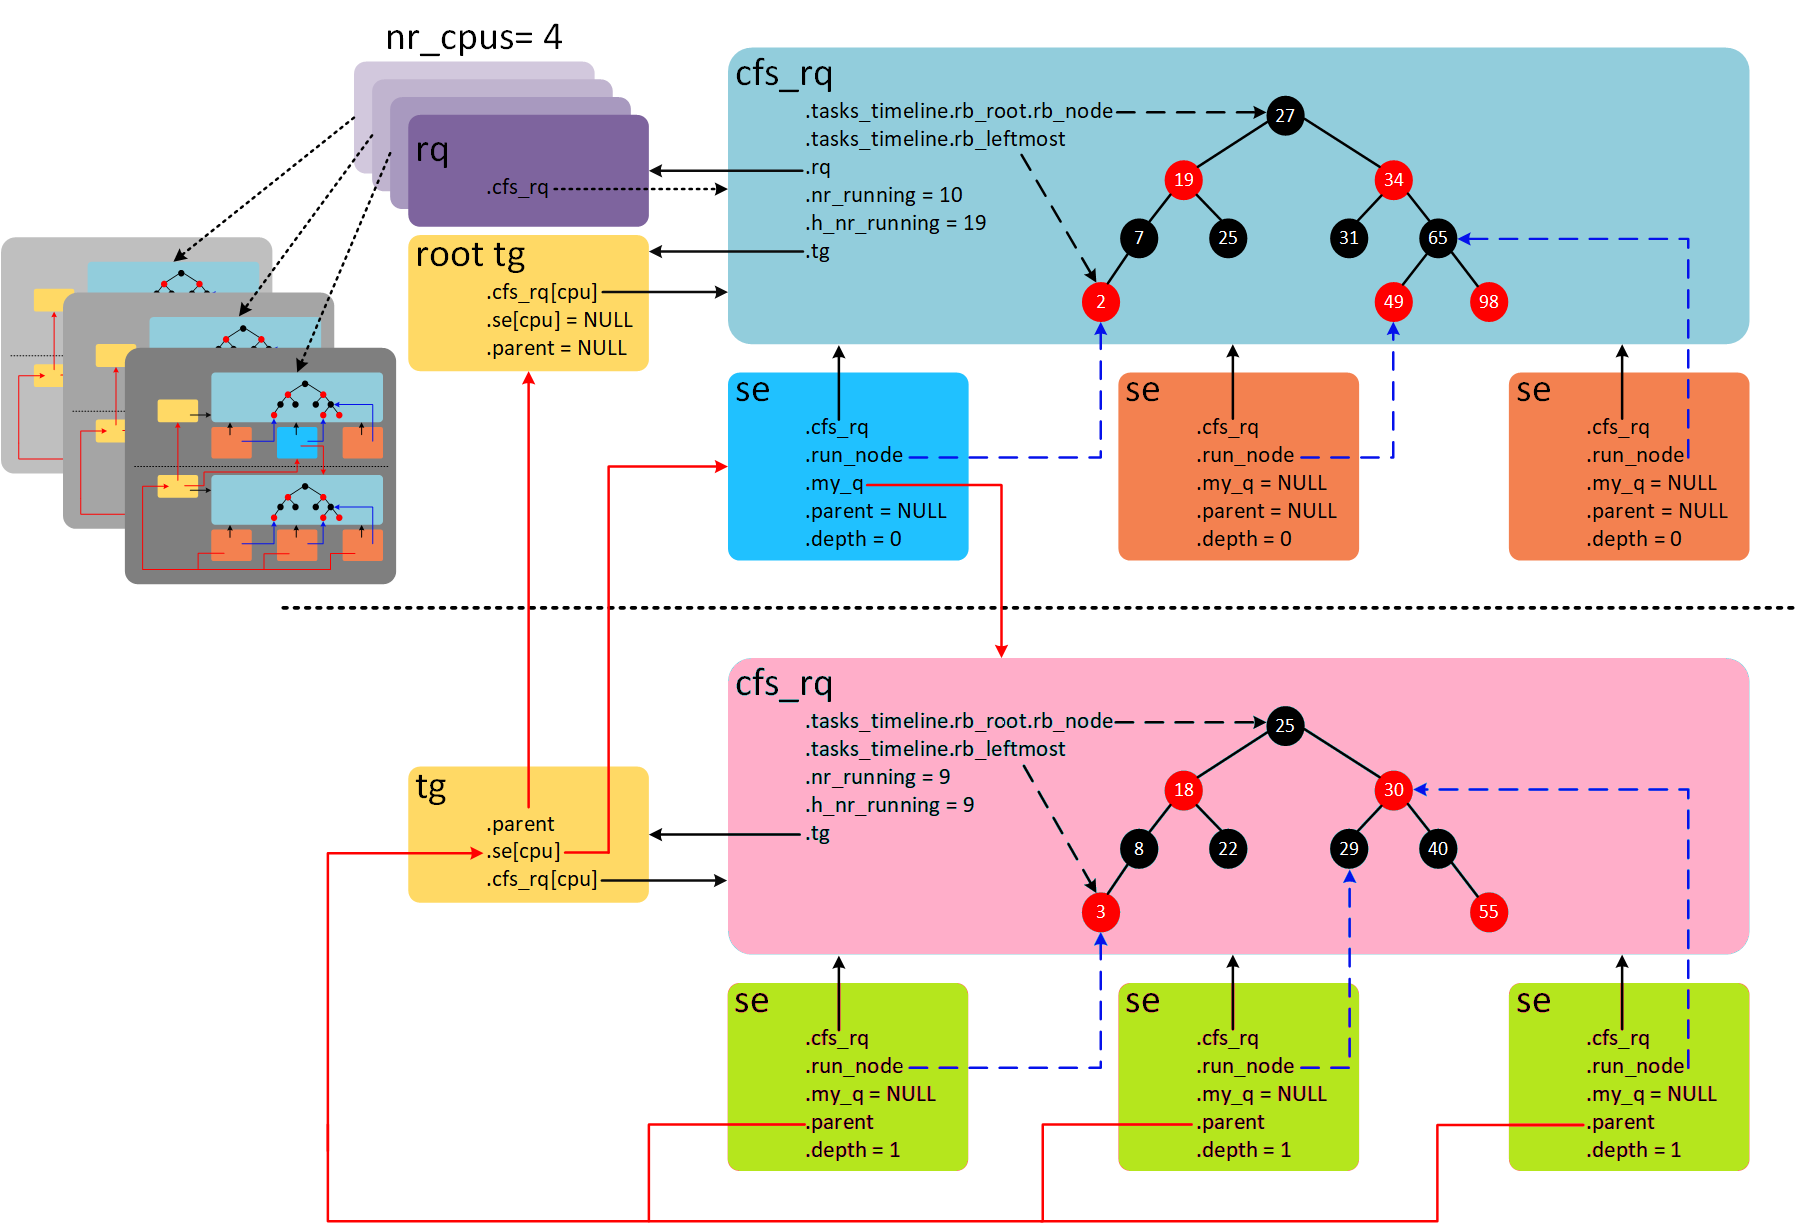 nr_cpus= 4
rq
.cfs_rq
root tg
.cfs_rq[cpu]
.se[cpu] = NULL
.parent = NULL
cfs_rq
.tasks_timeline.rb_root.rb_node
.tasks_timeline.rb_leftmost
.rq
.nr_running = 10
.h_nr_running = 19
.tg
27
19
34
7
25
31
65
2
49
98
se
.cfs_rq
.run_node
.my_q
.parent = NULL
.depth = 0
se
.cfs_rq
.run_node
.my_q = NULL
.parent = NULL
.depth = 0
se
.cfs_rq
.run_node
.my_q = NULL
.parent = NULL
.depth = 0
tg
.parent
.se[cpu]
.cfs_rq[cpu]
cfs_rq
.tasks_timeline.rb_root.rb_node
.tasks_timeline.rb_leftmost
.nr_running = 9
.h_nr_running = 9
.tg
25
18
30
8
22
29
40
3
55
se
.cfs_rq
.run_node
.my_q = NULL
.parent
.depth = 1
se
.cfs_rq
.run_node
.my_q = NULL
.parent
.depth = 1
se
.cfs_rq
.run_node
.my_q = NULL
.parent
.depth = 1